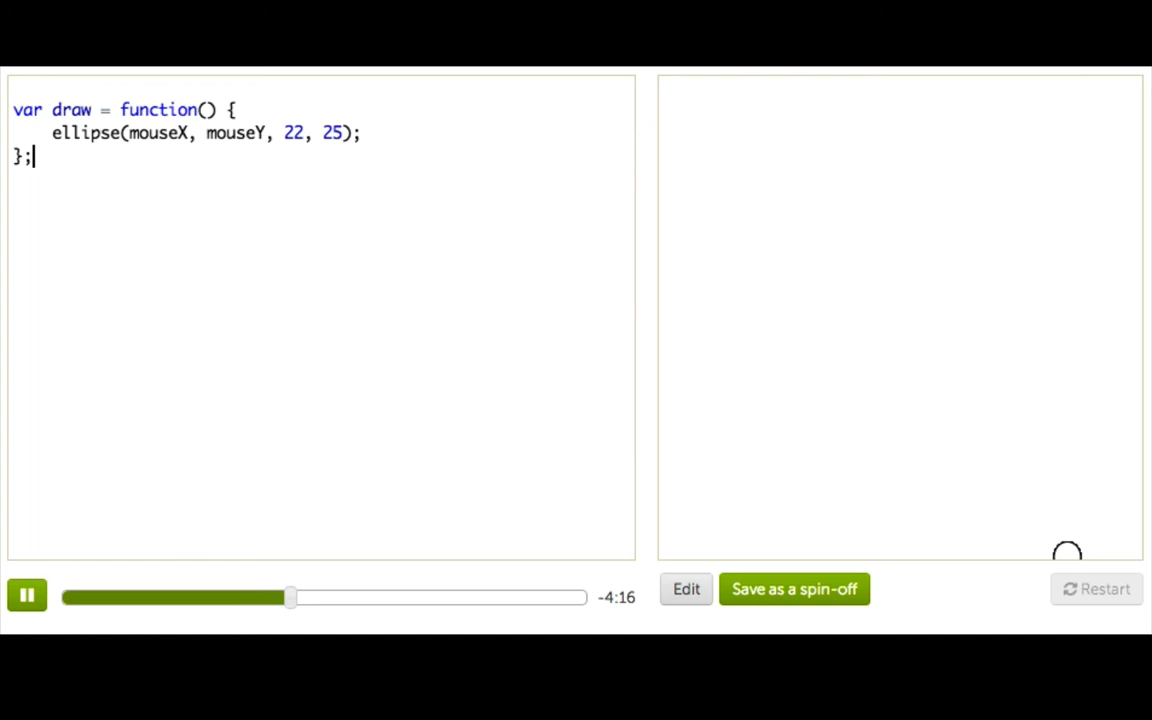 var draw = function() {
ellipse(mouseX, mouseY, 22, 25);
};
-4:16
Edit
Save as a spin-off
Restart